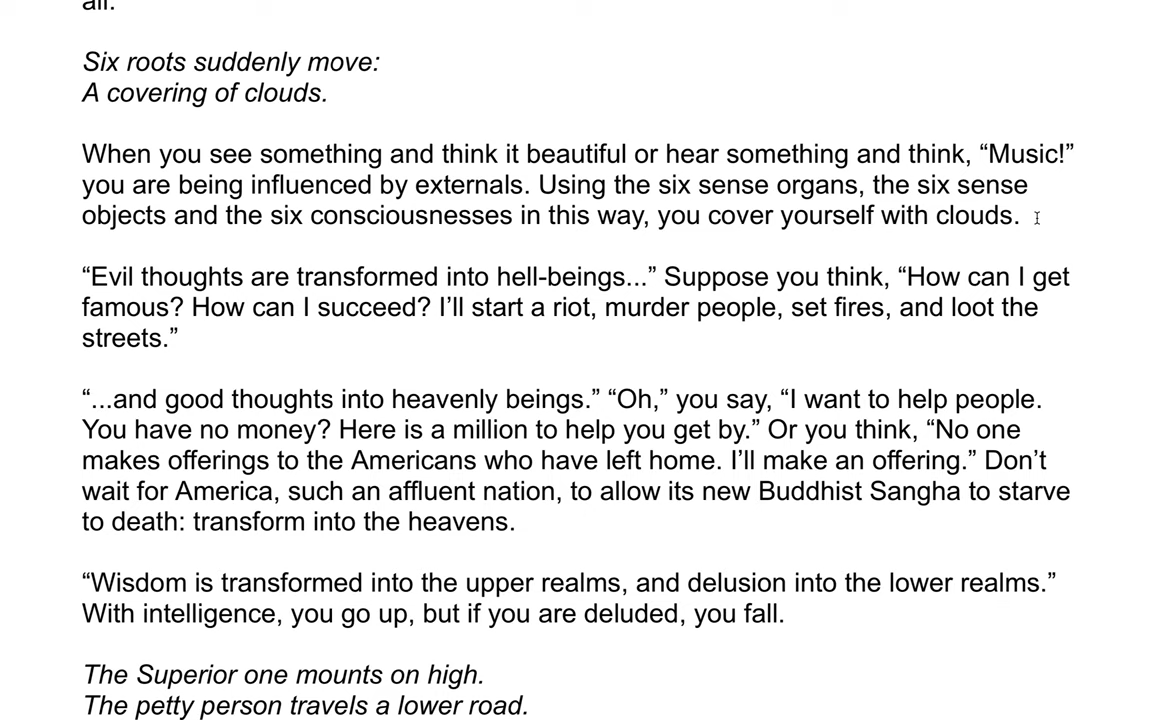 all.
Six roots suddenly move:
A covering of clouds.
When you see something and think it beautiful or hear something and think, “Music!”
you are being influenced by externals. Using the six sense organs, the six sense
objects and the six consciousnesses in this way, you cover yourself with clouds.
“Evil thoughts are transformed into hell-beings...” Suppose you think, “How can I get
famous? How can I succeed? I’ll start a riot, murder people, set fires, and loot the
streets.”
“...and good thoughts into heavenly beings.” “Oh,” you say, “I want to help people.
You have no money? Here is a million to help you get by.” Or you think, “No one
makes offerings to the Americans who have left home. I’ll make an offering.” Don’t
wait for America, such an affluent nation, to allow its new Buddhist Sangha to starve
to death: transform into the heavens.
“Wisdom is transformed into the upper realms, and delusion into the lower realms.”
With intelligence, you go up, but if you are deluded, you fall.
The Superior one mounts on high.
The petty person travels a lower road.